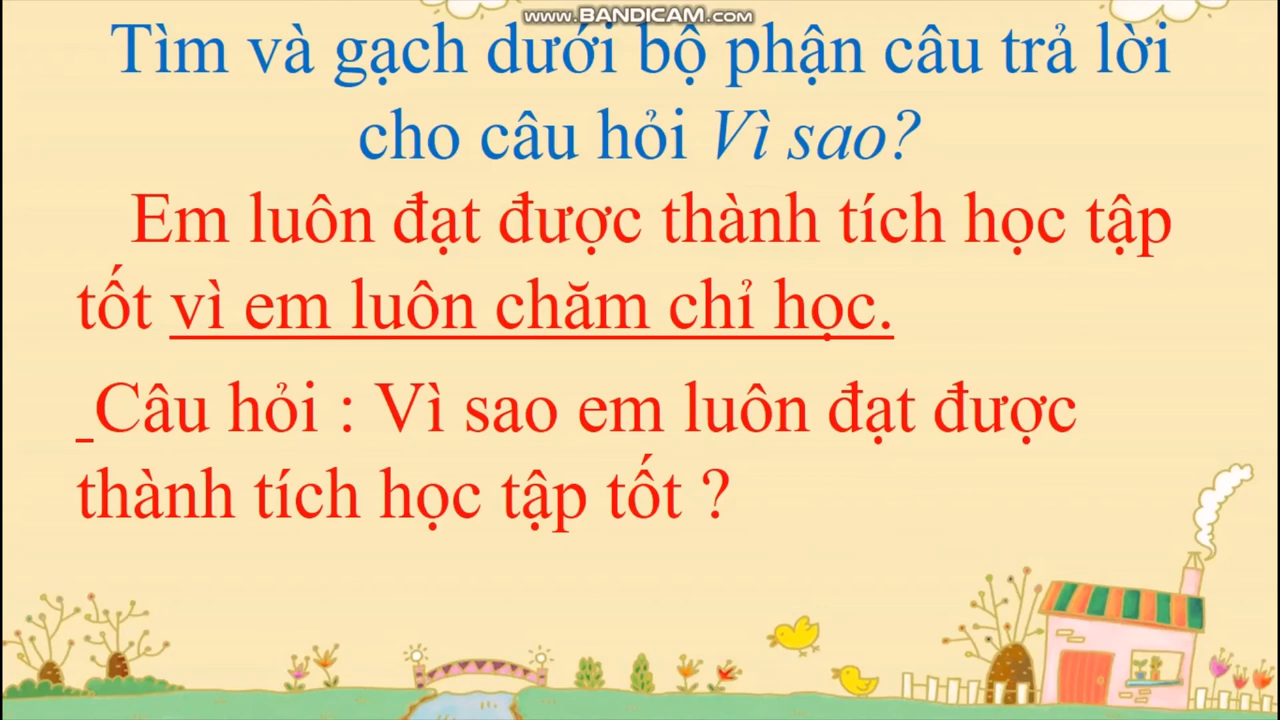 www.BANDICAM.com
Tìm và gạch dưới bộ phận câu trả lời
cho câu hỏi Vì sao?
Em luôn đạt được thành tích học tập
tốt vì em luôn chăm chỉ học.
_Câu hỏi : Vì sao em luôn đạt được
thành tích học tập tốt ?